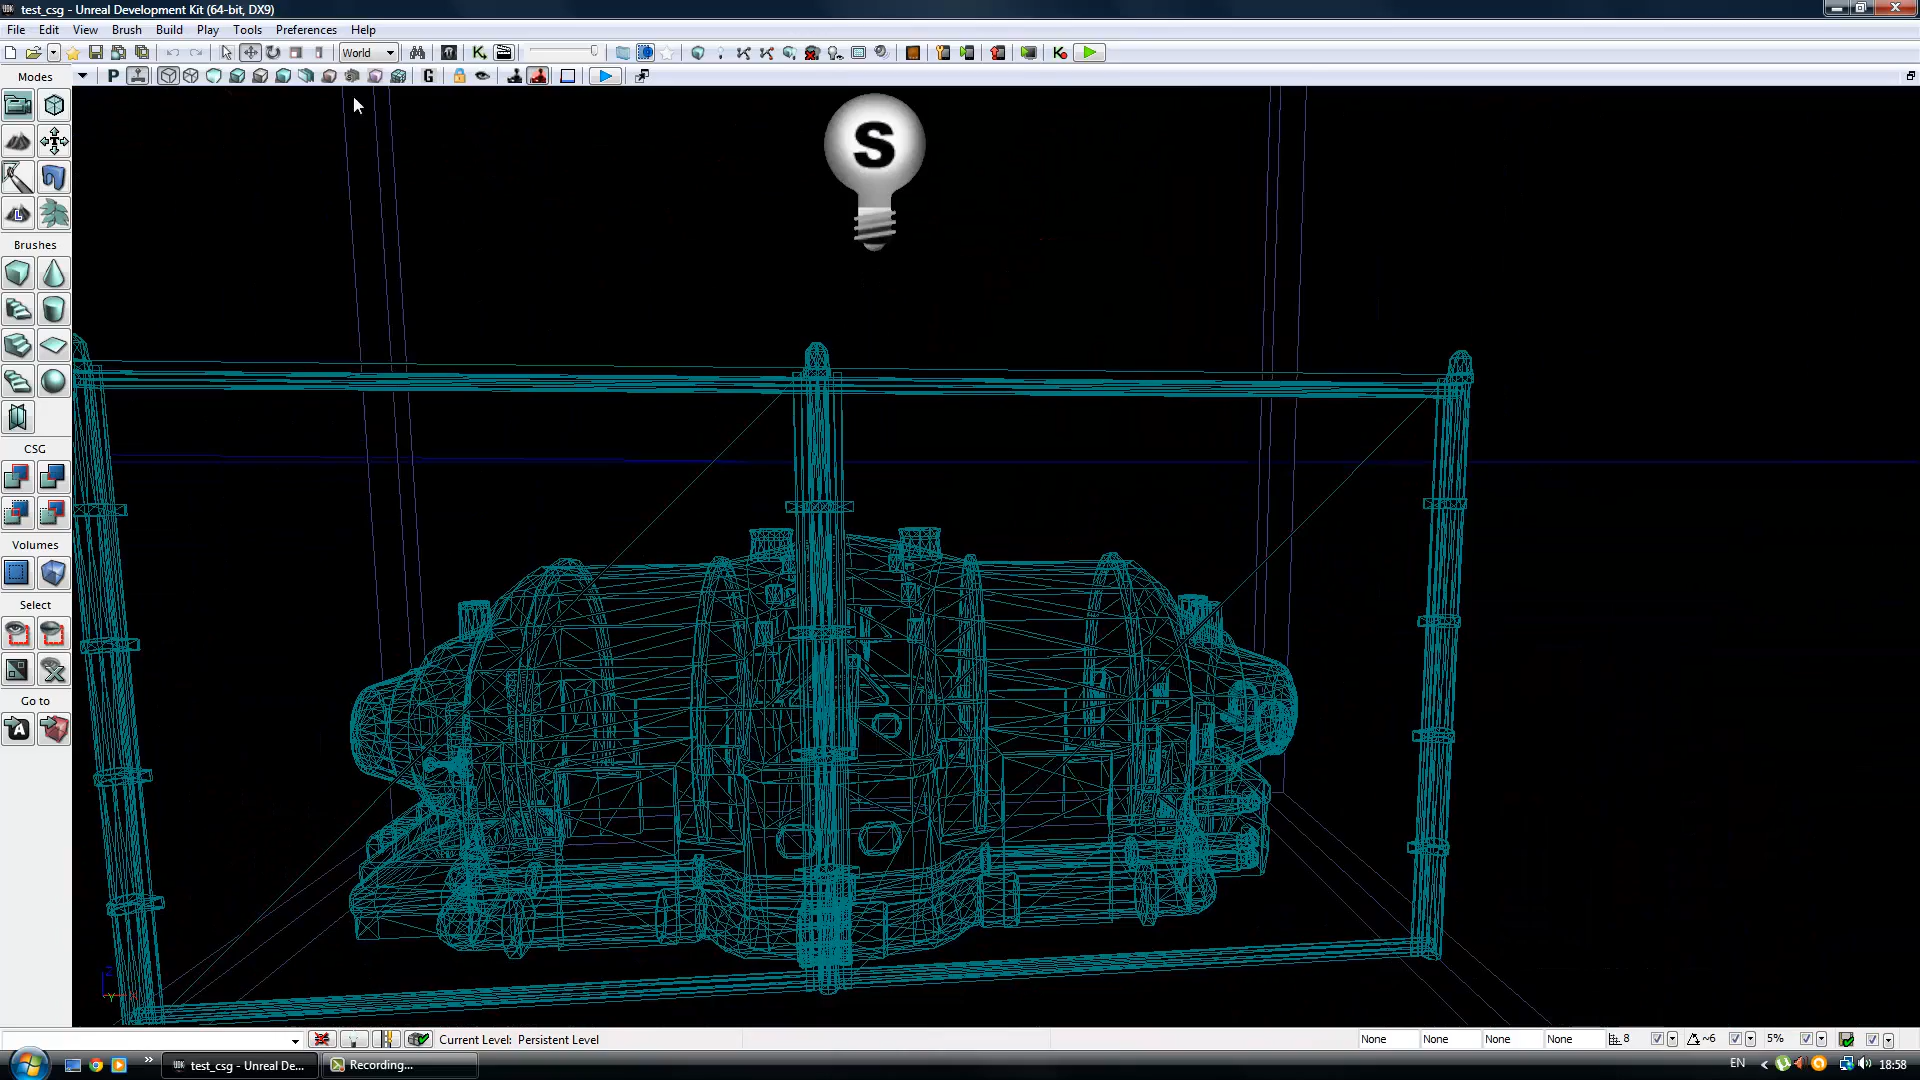 test_csg - Unreal Development Kit (64-bit, DX9)
File Edit View Brush Build Play Tools Preferences Help
World
Modes
P
G
S
L
Brushes
CSG
Volumes
Select
Go to
A
Z
Y
Current Level: Persistent Level
None None None None 8 ~6 5%
test_csg - Unreal De... Recording... EN 18:58